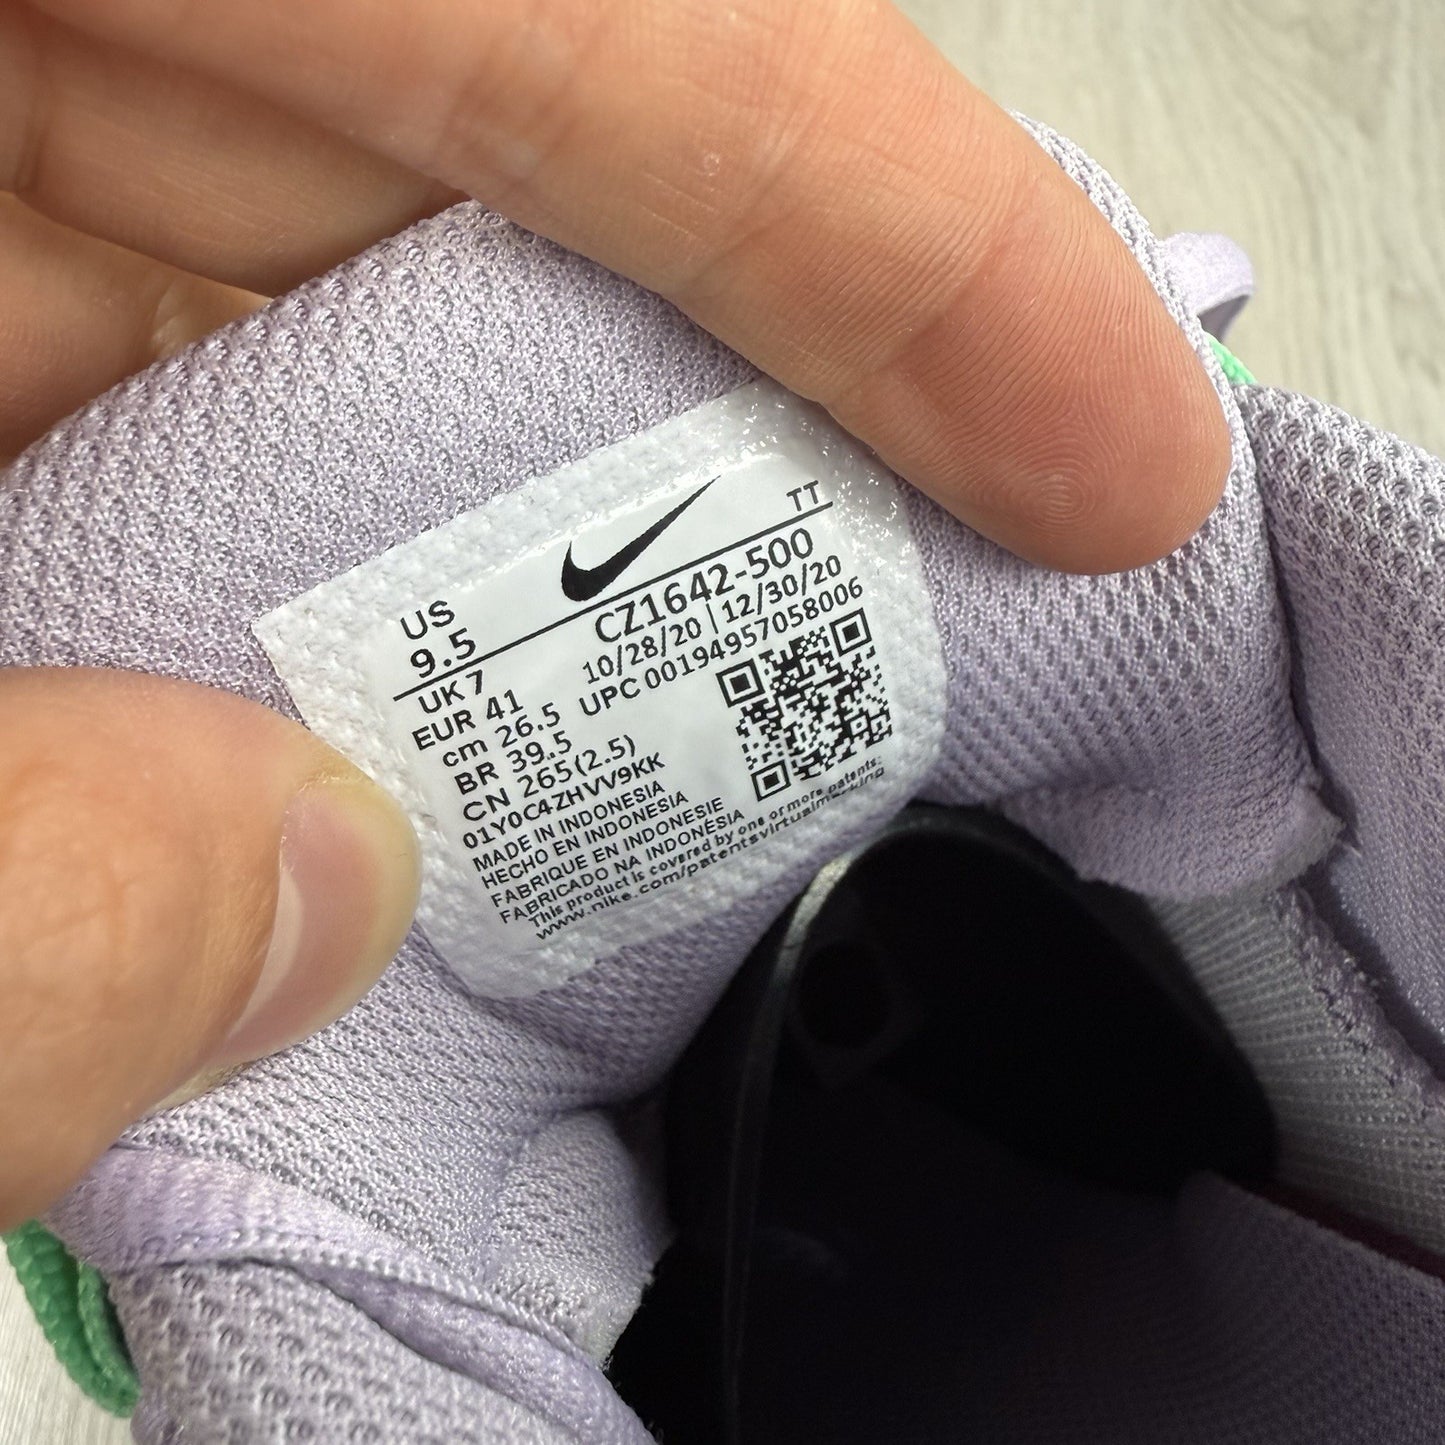 TT
US
9.5
CZ1642-500
UK 7
10/28/20 | 12/30/20
EUR 41
UPC 00194957058006
cm 26.5
BR 39.5
CN 265(2.5)
01Y0C4ZHVV9KK
MADE IN INDONESIA
HECHO EN INDONESIA
FABRIQUE EN INDONESIE
FABRICADO NA INDONÉSIA
This product is covered by one or more patents:
www.nike.com/patentsvirtualmarking